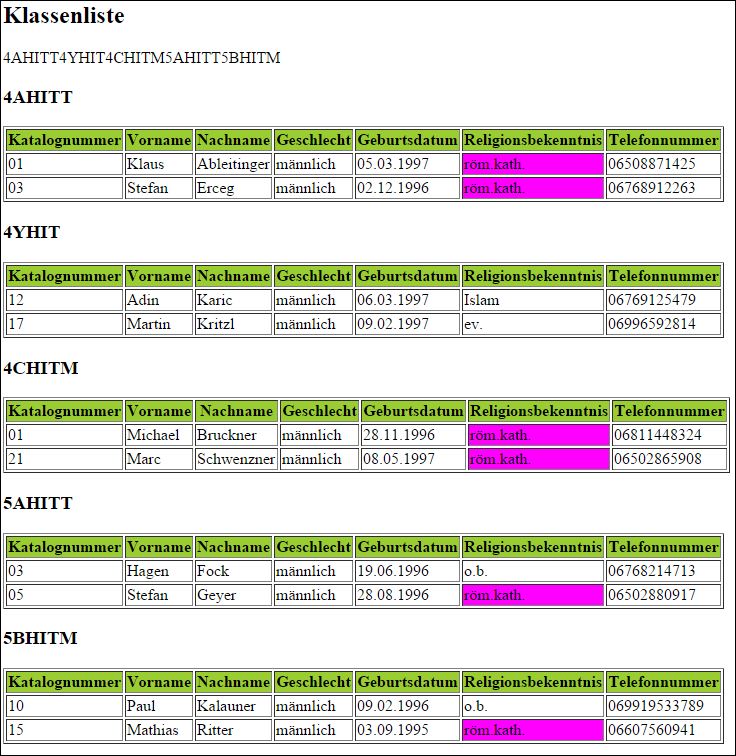 Klassenliste
4AHITT4YHIT4CHITM5AHITT5BHITM
4AHITT
Katalognummer Vorname Nachname Geschlecht Geburtsdatum Religionsbekenntnis Telefonnummer
01 Klaus Ableitinger männlich 05.03.1997 röm.kath. 06508871425
03 Stefan Erceg männlich 02.12.1996 röm.kath. 06768912263
4YHIT
Katalognummer Vorname Nachname Geschlecht Geburtsdatum Religionsbekenntnis Telefonnummer
12 Adin Karic männlich 06.03.1997 Islam 06769125479
17 Martin Kritzl männlich 09.02.1997 ev. 06996592814
4CHITM
Katalognummer Vorname Nachname Geschlecht Geburtsdatum Religionsbekenntnis Telefonnummer
01 Michael Bruckner männlich 28.11.1996 röm.kath. 06811448324
21 Marc Schwenzner männlich 08.05.1997 röm.kath. 06502865908
5AHITT
Katalognummer Vorname Nachname Geschlecht Geburtsdatum Religionsbekenntnis Telefonnummer
03 Hagen Fock männlich 19.06.1996 o.b. 06768214713
05 Stefan Geyer männlich 28.08.1996 röm.kath. 06502880917
5BHITM
Katalognummer Vorname Nachname Geschlecht Geburtsdatum Religionsbekenntnis Telefonnummer
10 Paul Kalauner männlich 09.02.1996 o.b. 069919533789
15 Mathias Ritter männlich 03.09.1995 röm.kath. 06607560941